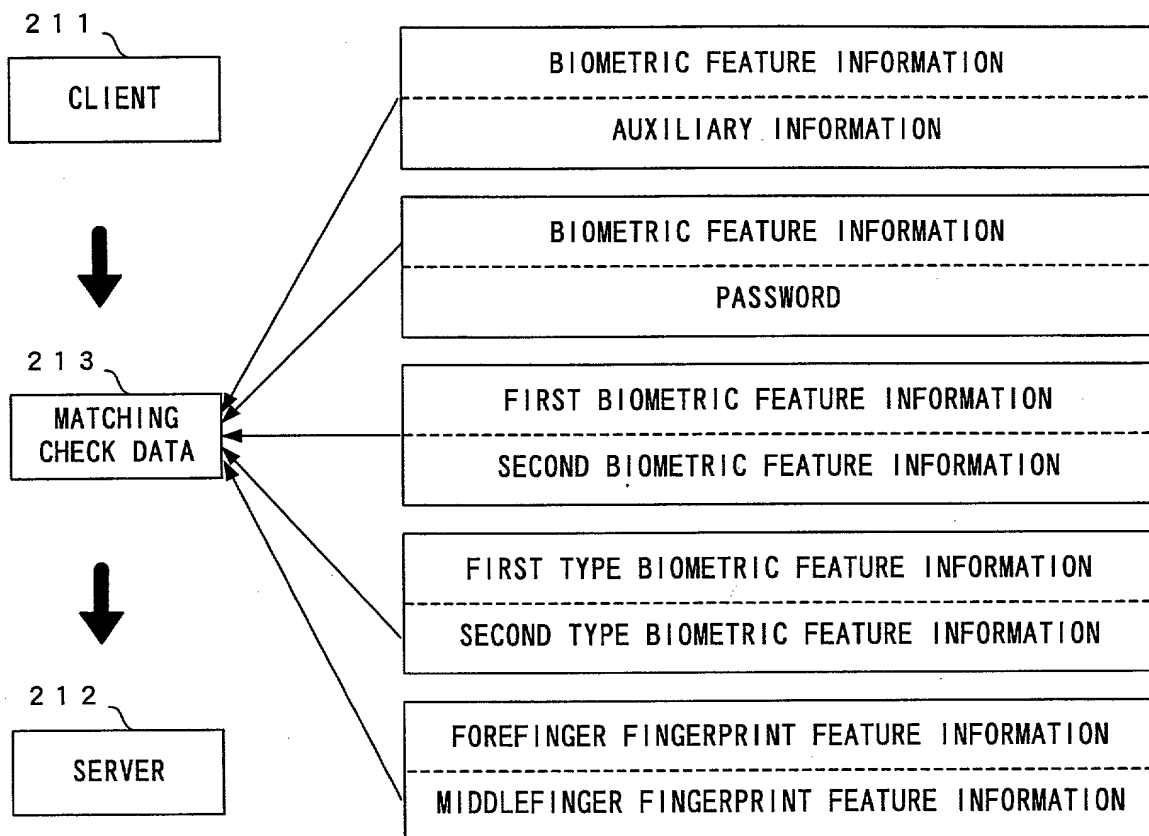 211
CLIENT
213
MATCHING
CHECK DATA
212
SERVER
BIOMETRIC FEATURE INFORMATION
AUXILIARY INFORMATION
BIOMETRIC FEATURE INFORMATION
PASSWORD
FIRST BIOMETRIC FEATURE INFORMATION
SECOND BIOMETRIC FEATURE INFORMATION
FIRST TYPE BIOMETRIC FEATURE INFORMATION
SECOND TYPE BIOMETRIC FEATURE INFORMATION
FOREFINGER FINGERPRINT FEATURE INFORMATION
MIDDLEFINGER FINGERPRINT FEATURE INFORMATION